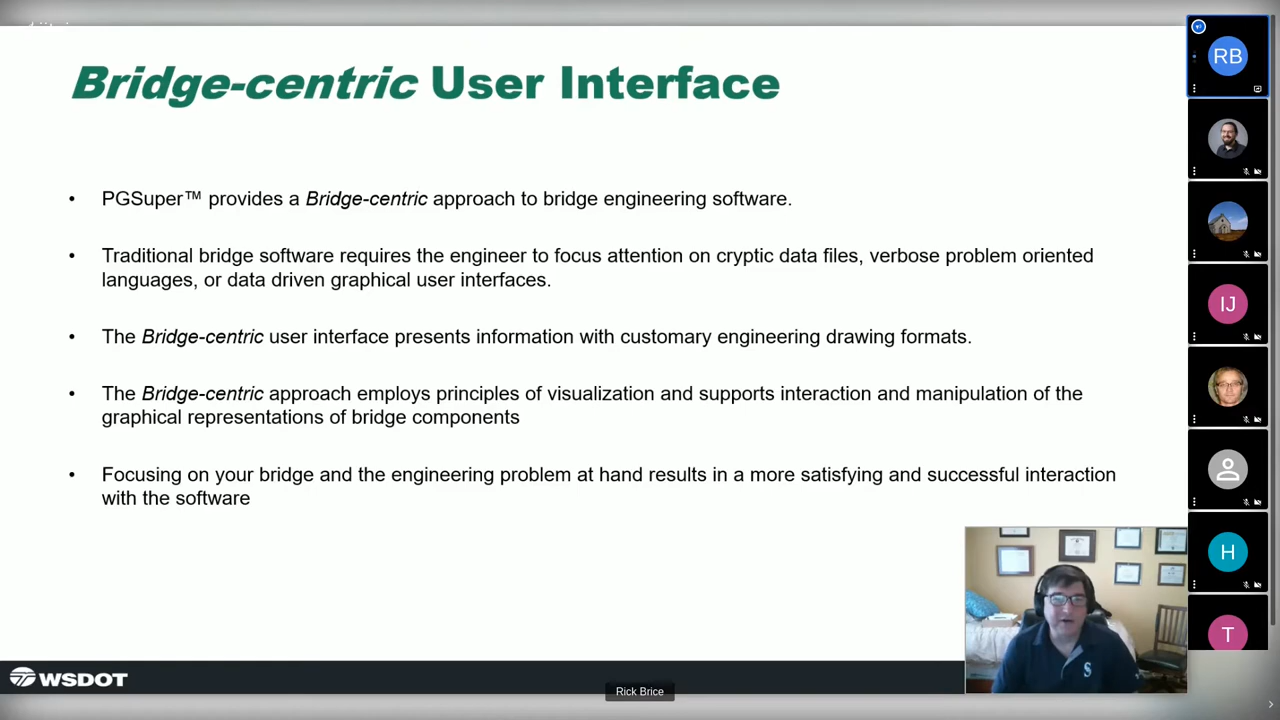 Bridge-centric User Interface
• PGSuper™ provides a Bridge-centric approach to bridge engineering software.
• Traditional bridge software requires the engineer to focus attention on cryptic data files, verbose problem oriented
languages, or data driven graphical user interfaces.
• The Bridge-centric user interface presents information with customary engineering drawing formats.
• The Bridge-centric approach employs principles of visualization and supports interaction and manipulation of the
graphical representations of bridge components
• Focusing on your bridge and the engineering problem at hand results in a more satisfying and successful interaction
with the software
WSDOT
Rick Brice
RB
IJ
H
T
S